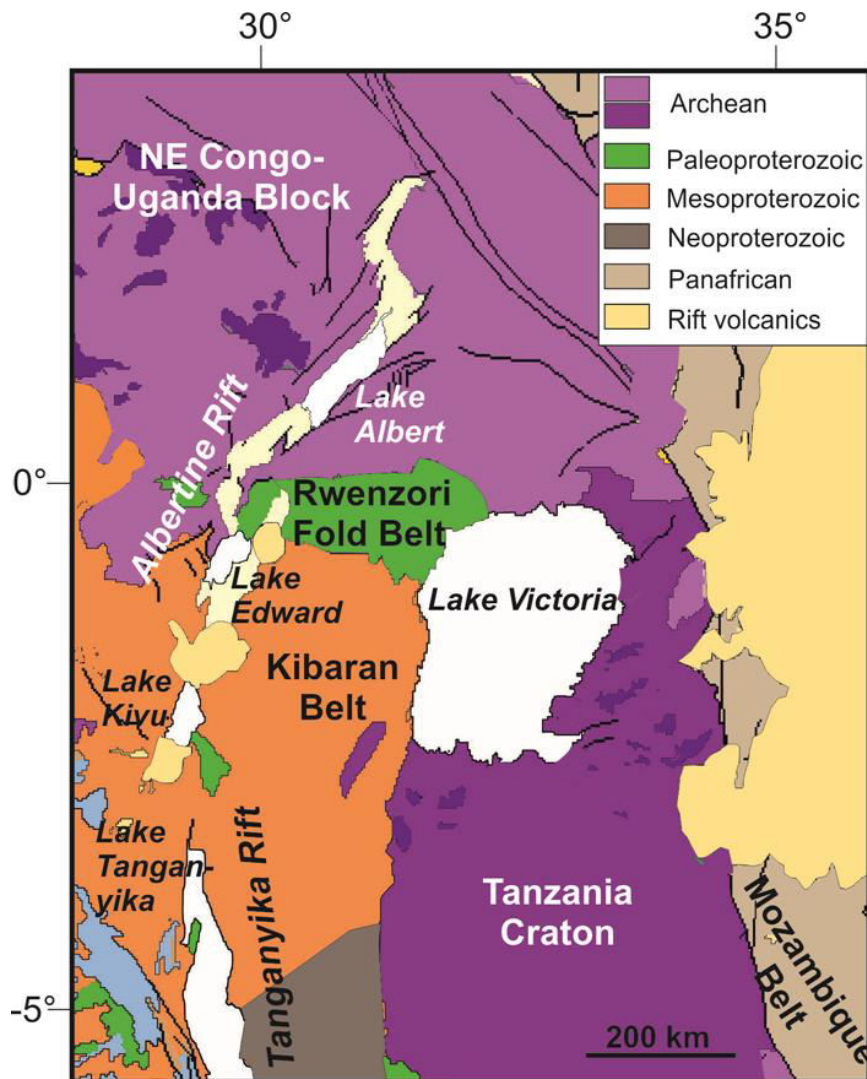 30°
35°
Archean
Paleoproterozoic
Mesoproterozoic
Neoproterozoic
Panafrican
Rift volcanics
NE Congo-
Uganda Block
Albertine Rift
Lake
Albert
0°
Rwenzori
Fold Belt
Lake
Edward
Lake Victoria
Kibaran
Belt
Lake
Kivu
Lake
Tangan-
yika
Tanganyika Rift
Tanzania
Craton
Mozambique
Belt
-5°
200 km